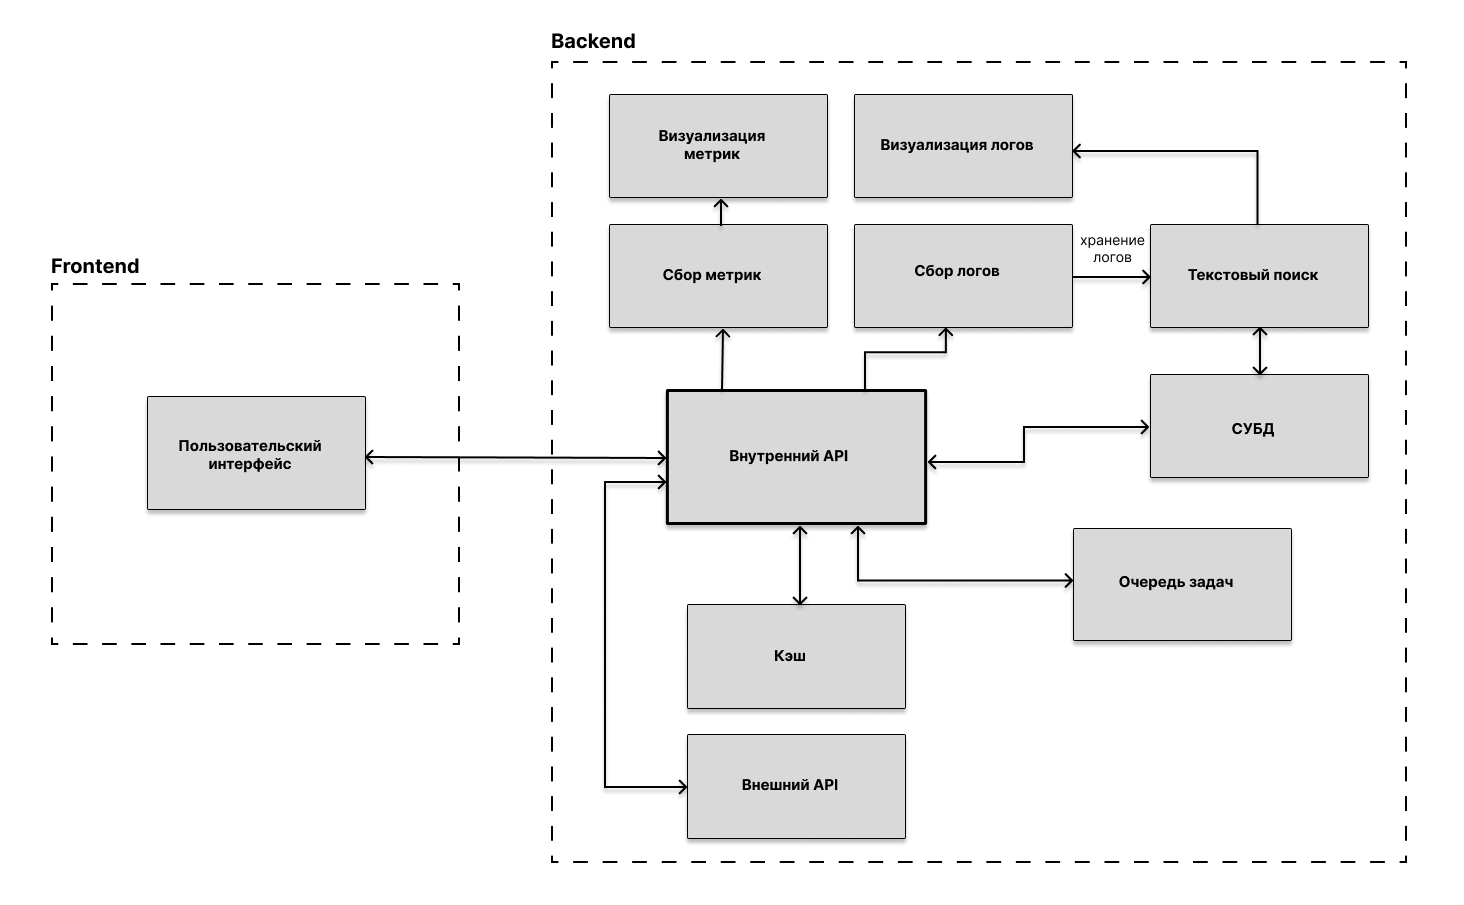 Backend
Визуализация
метрик
Визуализация логов
Frontend
Сбор метрик
Сбор логов
хранение
логов
Текстовый поиск
Пользовательский
интерфейс
Внутренний API
СУБД
Очередь задач
Кэш
Внешний API